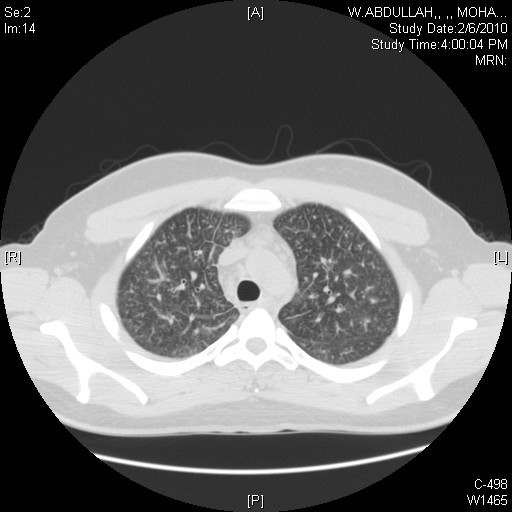 Se:2
Im:14
[A]
W.ABDULLAH,, ,, MOHA...
Study Date:2/6/2010
Study Time:4:00:04 PM
MRN:
[R]
[L]
[P]
C-498
W1465